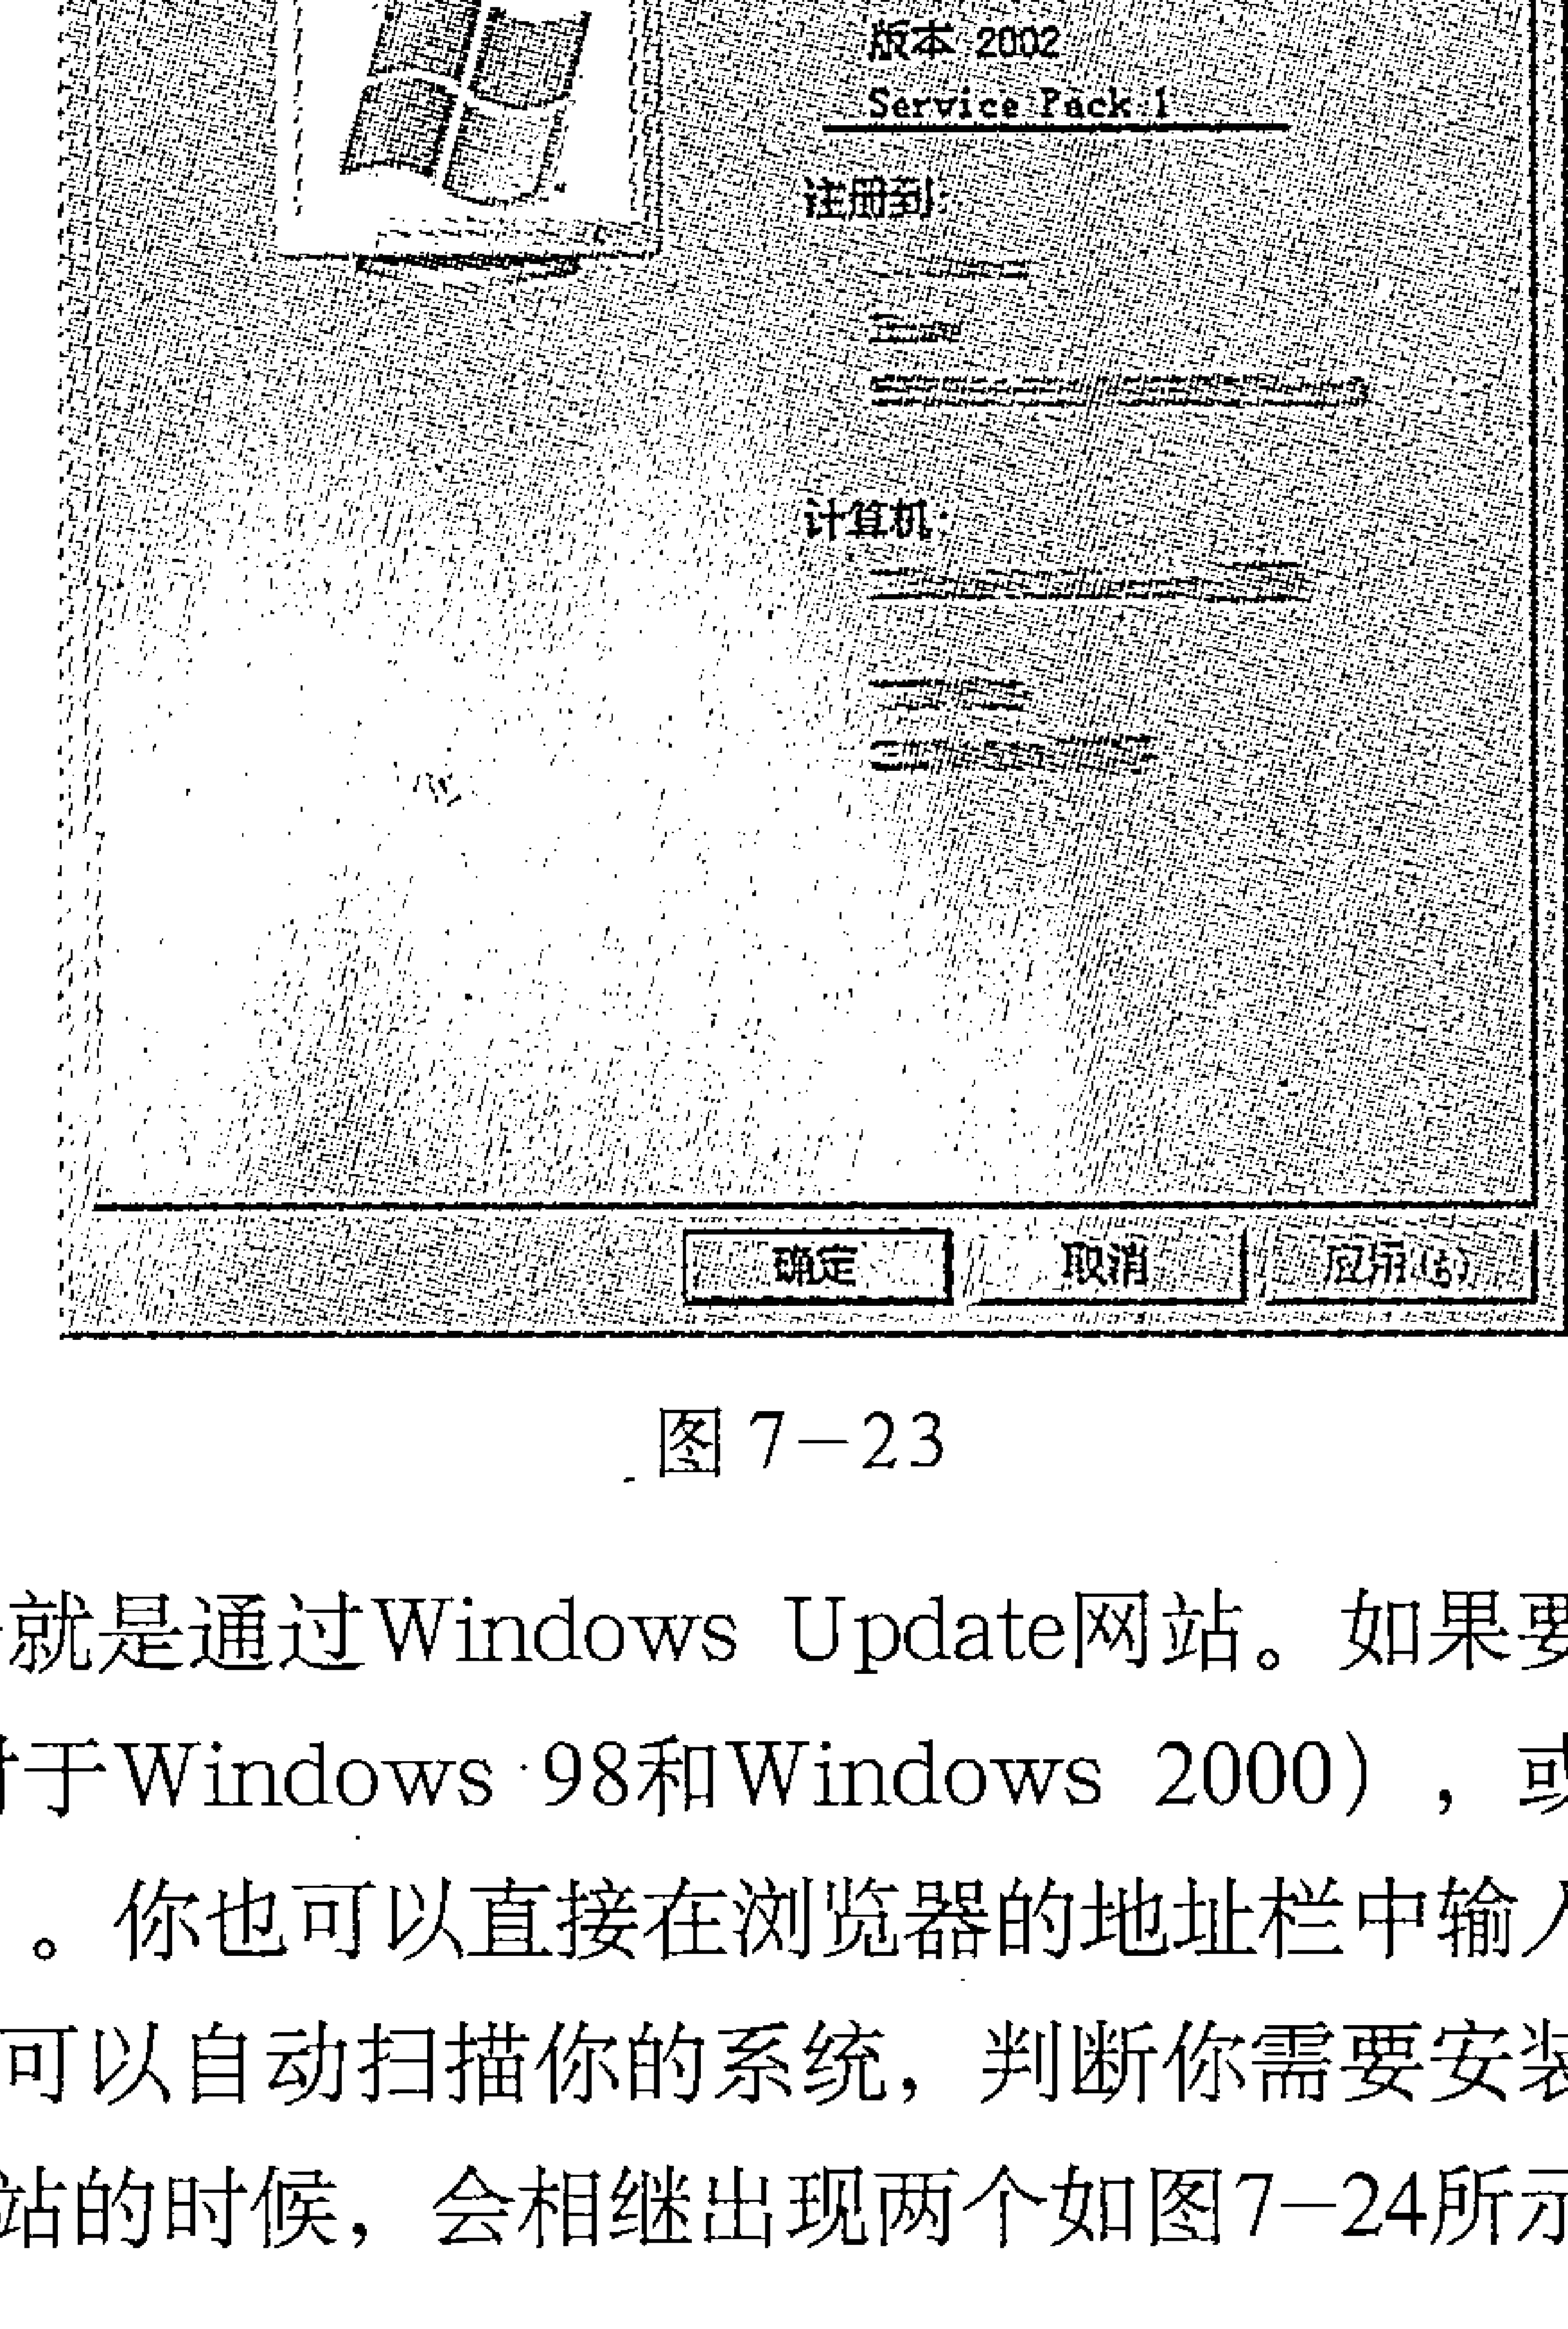 版本 2002
Service Pack 1
注册到:
计算机:
确定 取消 应用
图 7-23
就是通过Windows Update网站。如果要
于Windows 98和Windows 2000），或
。你也可以直接在浏览器的地址栏中输入
可以自动扫描你的系统，判断你需要安装
站的时候，会相继出现两个如图7-24所示